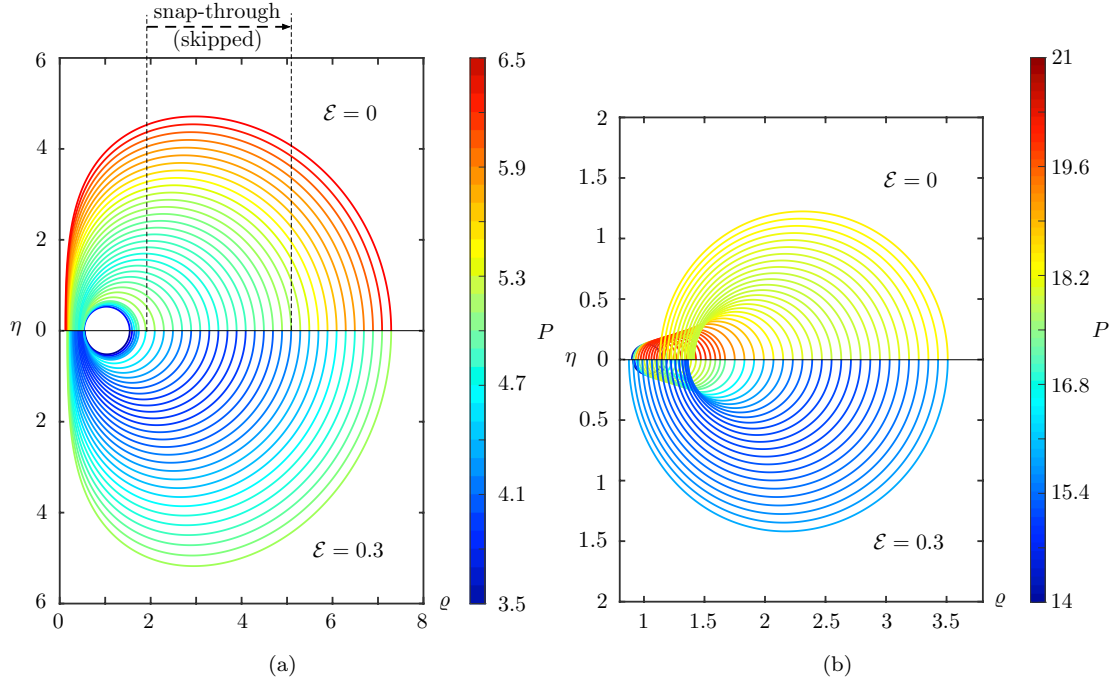 snap-through
(skipped)
6
4
2
η 0
2
4
6
0 2 4 6 8
ϱ
ℰ = 0
ℰ = 0.3
6.5
5.9
5.3
P
4.7
4.1
3.5
(a)
2
1.5
1
0.5
η 0
0.5
1
1.5
2
1 1.5 2 2.5 3 3.5
ϱ
ℰ = 0
ℰ = 0.3
21
19.6
18.2
P
16.8
15.4
14
(b)